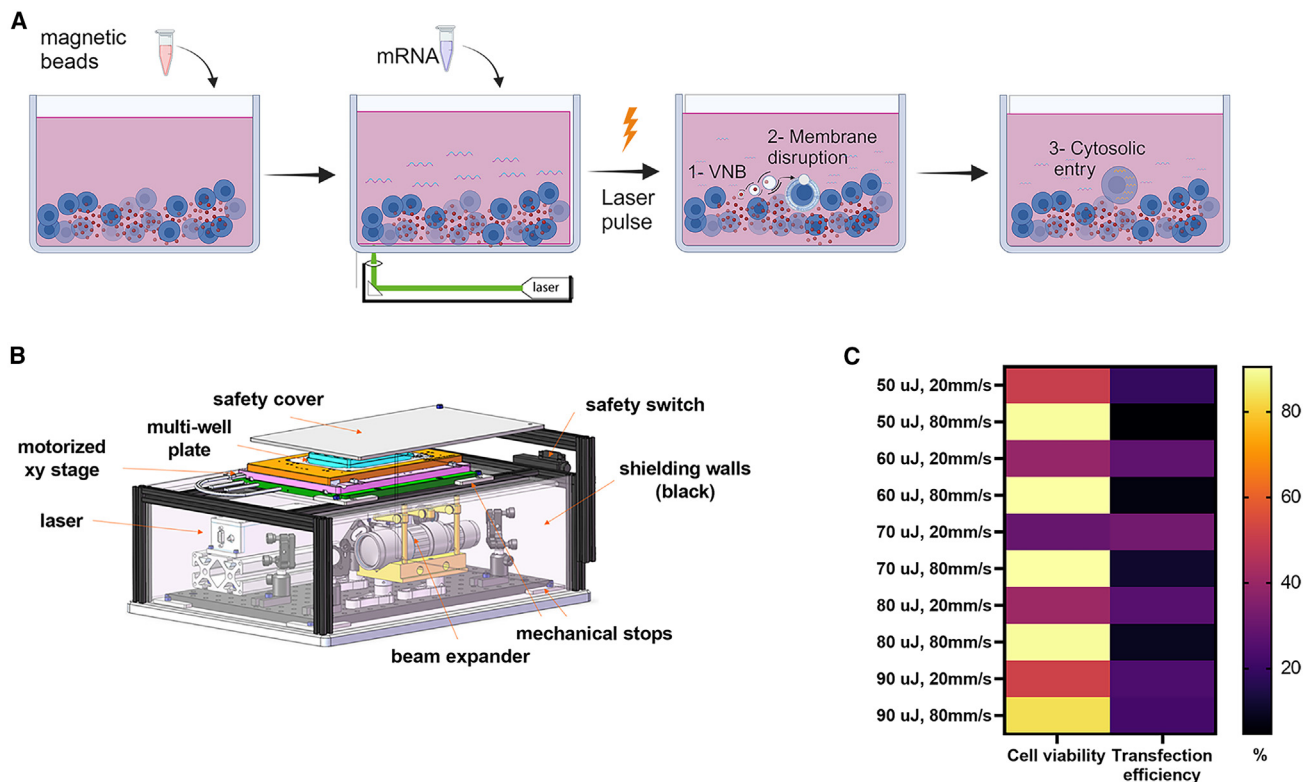 A
magnetic
beads
mRNA
laser
Laser
pulse
1- VNB
2- Membrane
disruption
3- Cytosolic
entry
B
safety cover
multi-well
plate
motorized
xy stage
laser
safety switch
shielding walls
(black)
mechanical stops
beam expander
C
50 uJ, 20mm/s
50 uJ, 80mm/s
60 uJ, 20mm/s
60 uJ, 80mm/s
70 uJ, 20mm/s
70 uJ, 80mm/s
80 uJ, 20mm/s
80 uJ, 80mm/s
90 uJ, 20mm/s
90 uJ, 80mm/s
Cell viability
Transfection
efficiency
80
60
40
20
%